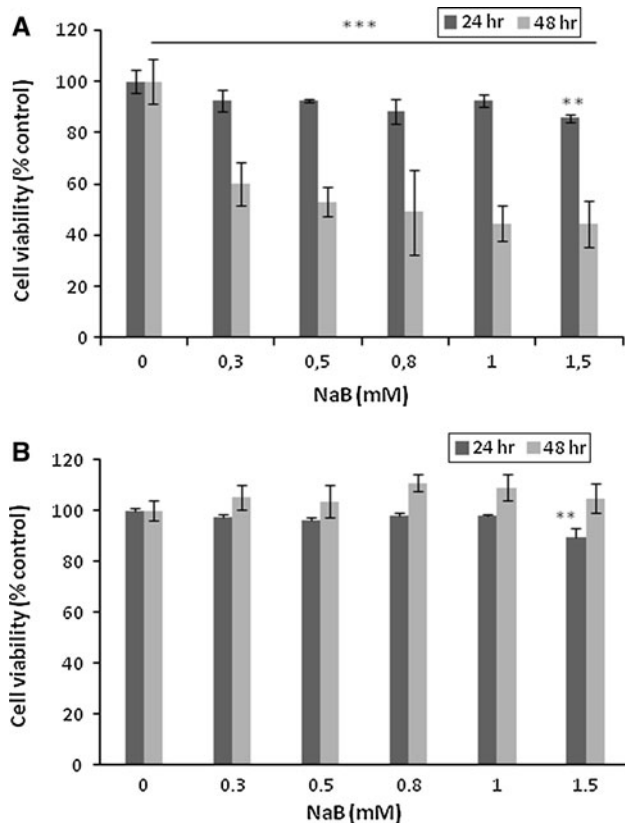 A
24 hr 48 hr
***
120
100
80
60
40
20
0
**
Cell viability (% control)
0 0,3 0,5 0,8 1 1,5
NaB (mM)
B
24 hr 48 hr
120
100
80
60
40
20
0
**
Cell viability (% control)
0 0.3 0.5 0.8 1 1.5
NaB (mM)